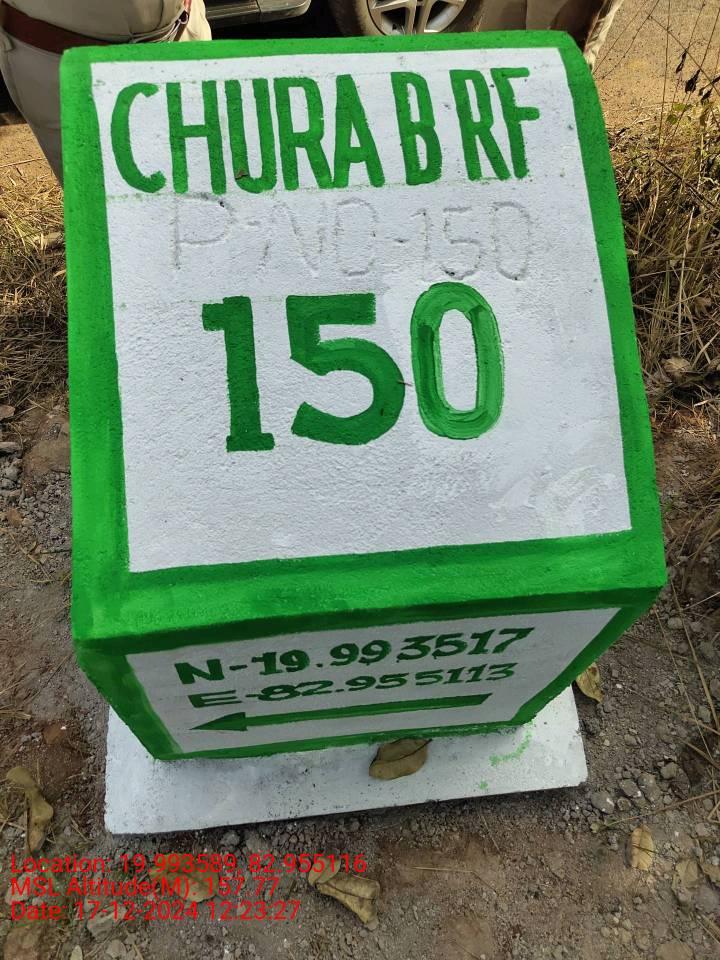 CHURA B RF
P.NO-150
150
N-19.993517
E-82.955113
Location: 19.993589 82.955116
MSL Altitude(M): 157.77
Date: 17-12-2024 12:23:27